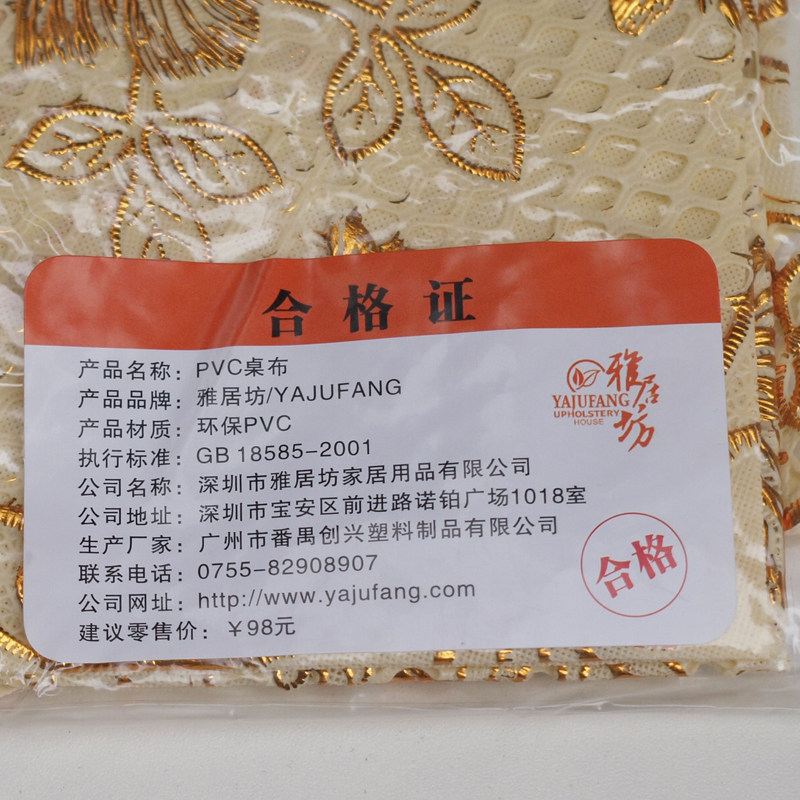 合格证
产品名称：PVC桌布
产品品牌：雅居坊/YAJUFANG
产品材质：环保PVC
执行标准：GB 18585-2001
公司名称：深圳市雅居坊家居用品有限公司
公司地址：深圳市宝安区前进路诺铂广场1018室
生产厂家：广州市番禺创兴塑料制品有限公司
联系电话：0755-82908907
公司网址：http://www.yajufang.com
建议零售价：￥98元
雅居坊
YAJUFANG
UPHOLSTERY
HOUSE
合格